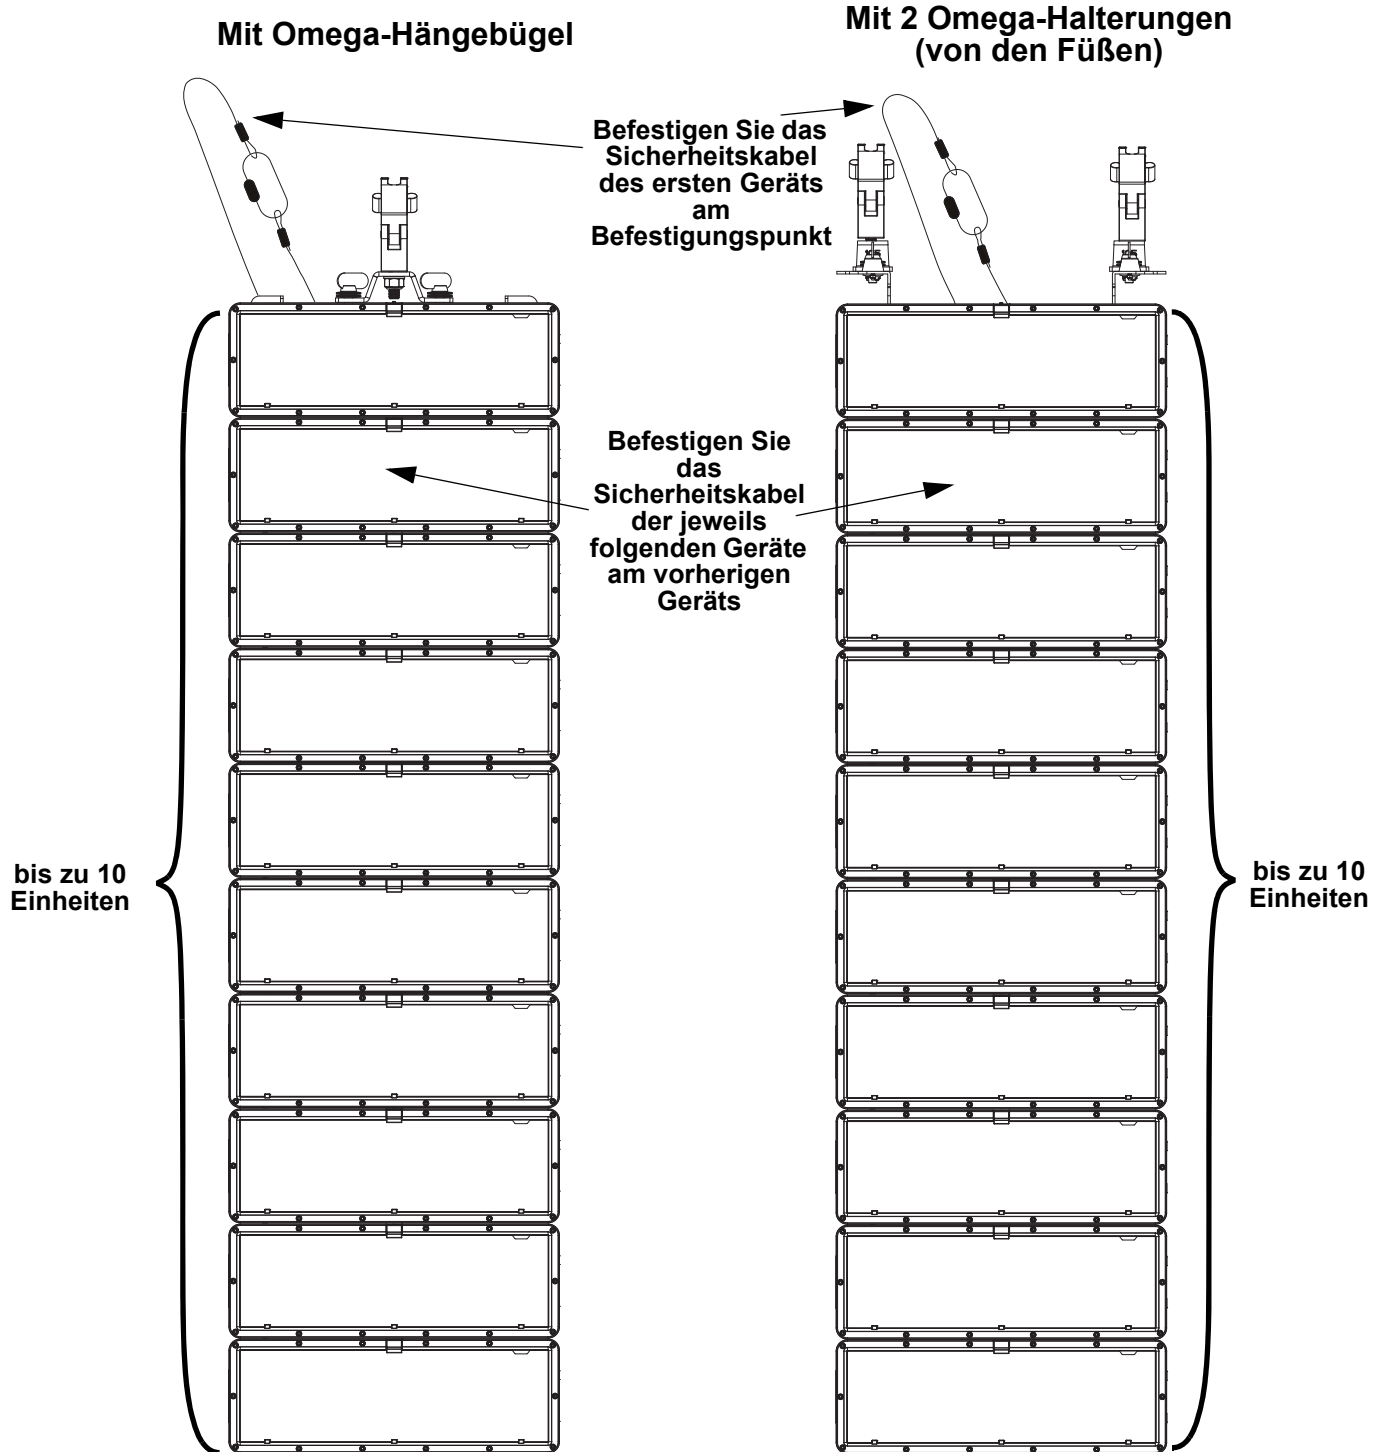 Mit Omega-Hängebügel
Mit 2 Omega-Halterungen
(von den Füßen)
Befestigen Sie das
Sicherheitskabel
des ersten Geräts
am
Befestigungspunkt
Befestigen Sie
das
Sicherheitskabel
der jeweils
folgenden Geräte
am vorherigen
Geräts
bis zu 10
Einheiten
bis zu 10
Einheiten